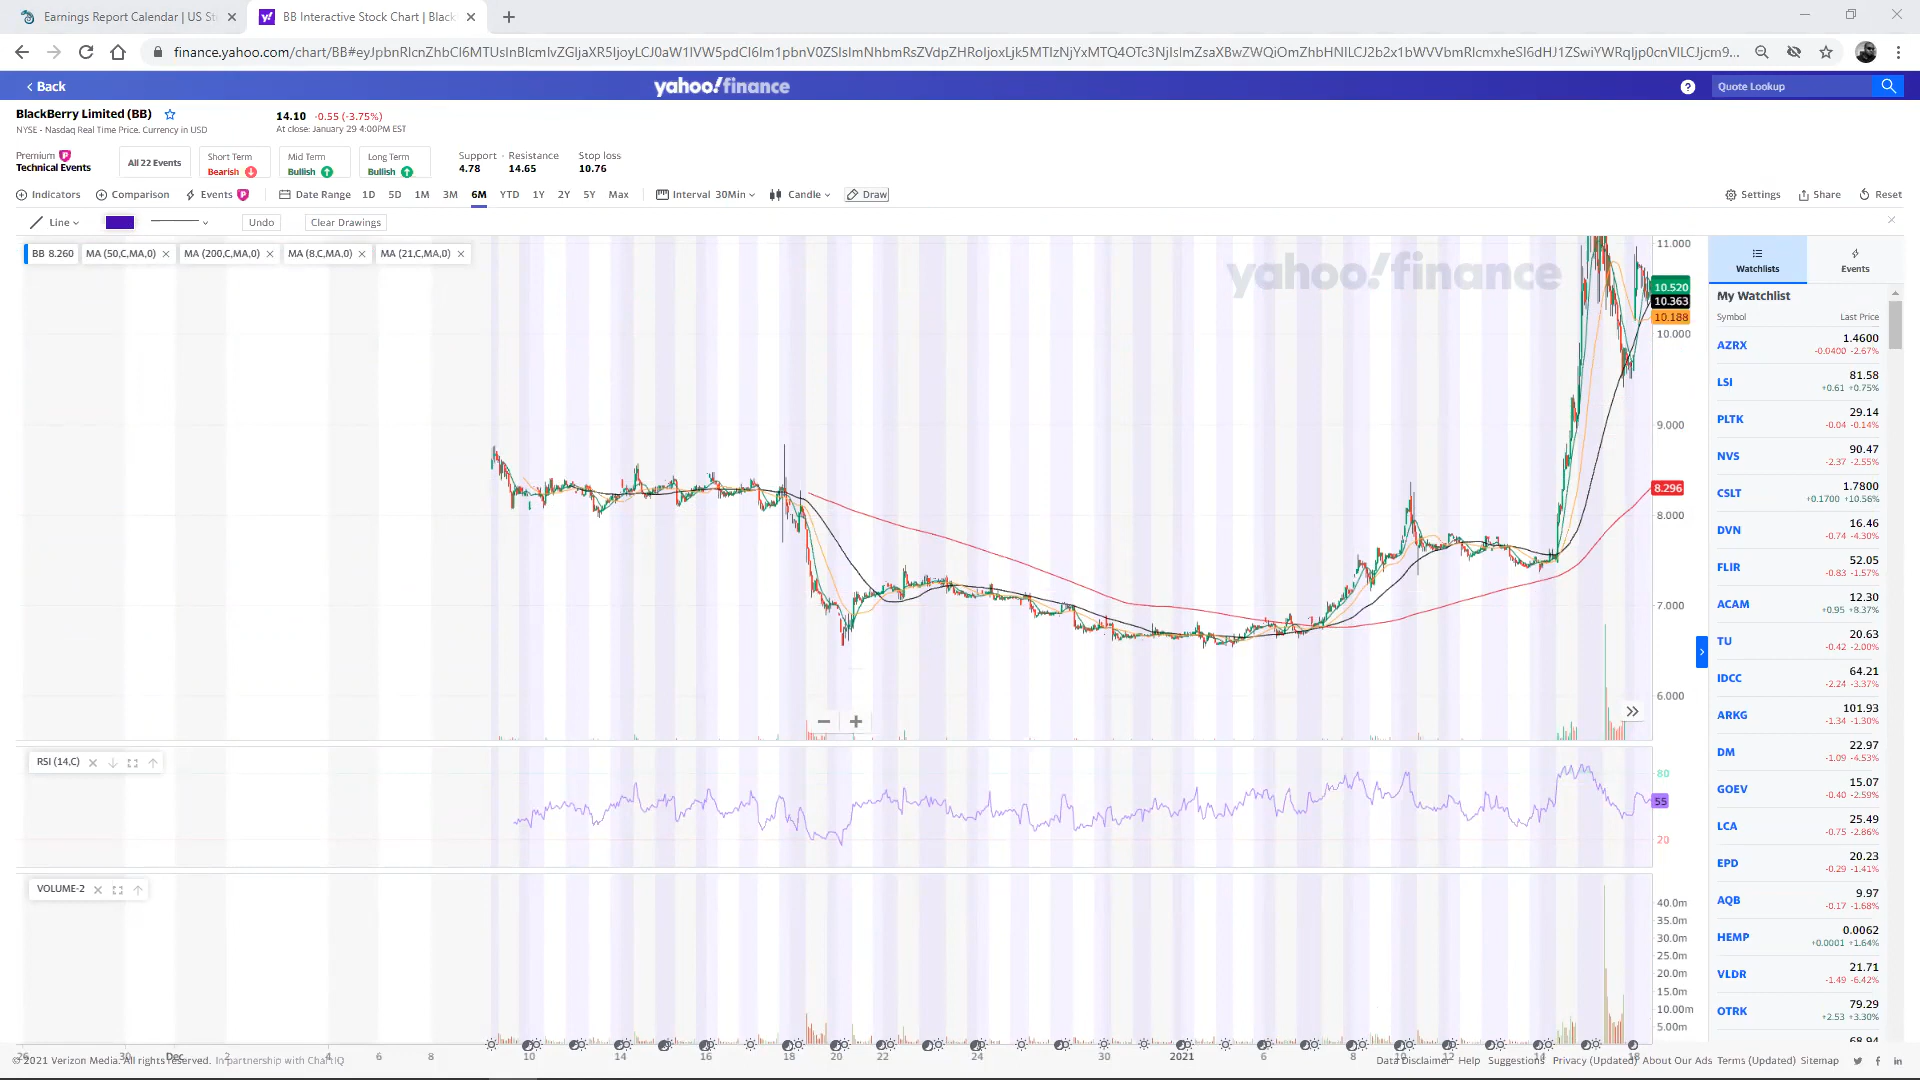 Earnings Report Calendar | US St
BB Interactive Stock Chart | Black
BlackBerry Limited (BB)
NYSE - Nasdaq Real Time Price. Currency in USD
14.10 -0.55 (-3.75%)
At close: January 29 4:00PM EST
< Back
yahoo!finance
Quote Lookup
Premium
Technical Events
All 22 Events
Short Term
Bearish
Mid Term
Bullish
Long Term
Bullish
Support · Resistance Stop loss
4.78 14.65 10.76
Indicators Comparison Events Date Range 1D 5D 1M 3M 6M YTD 1Y 2Y 5Y Max Interval 30Min Candle Draw Settings Share Reset
Line Undo Clear Drawings
BB 8.260 MA (50,C,MA,0) MA (200,C,MA,0) MA (8,C,MA,0) MA (21,C,MA,0)
yahoo!finance
11.000
10.520
10.363
10.188
10.000
9.000
8.296
8.000
7.000
6.000
RSI (14,C)
80
55
20
VOLUME-2
40.0m
35.0m
30.0m
25.0m
20.0m
15.0m
10.00m
5.00m
26 30 Dec 2 4 6 8 10 14 16 18 20 22 24 30 2021 6 8 10 12 14 18
© 2021 Verizon Media. All rights reserved. In partnership with ChartIQ
Data Disclaimer Help Suggestions Privacy (Updated) About Our Ads Terms (Updated) Sitemap
Watchlists
Events
My Watchlist
Symbol Last Price
AZRX 1.4600
-0.0400 -2.67%
LSI 81.58
+0.61 +0.75%
PLTK 29.14
-0.04 -0.14%
NVS 90.47
-2.37 -2.55%
CSLT 1.7800
+0.1700 +10.56%
DVN 16.46
-0.74 -4.30%
FLIR 52.05
-0.83 -1.57%
ACAM 12.30
+0.95 +8.37%
TU 20.63
-0.42 -2.00%
IDCC 64.21
-2.24 -3.37%
ARKG 101.93
-1.34 -1.30%
DM 22.97
-1.09 -4.53%
GOEV 15.07
-0.40 -2.59%
LCA 25.49
-0.75 -2.86%
EPD 20.23
-0.29 -1.41%
AQB 9.97
-0.17 -1.68%
HEMP 0.0062
+0.0001 +1.64%
VLDR 21.71
-1.49 -6.42%
OTRK 79.29
+2.53 +3.30%
68.94